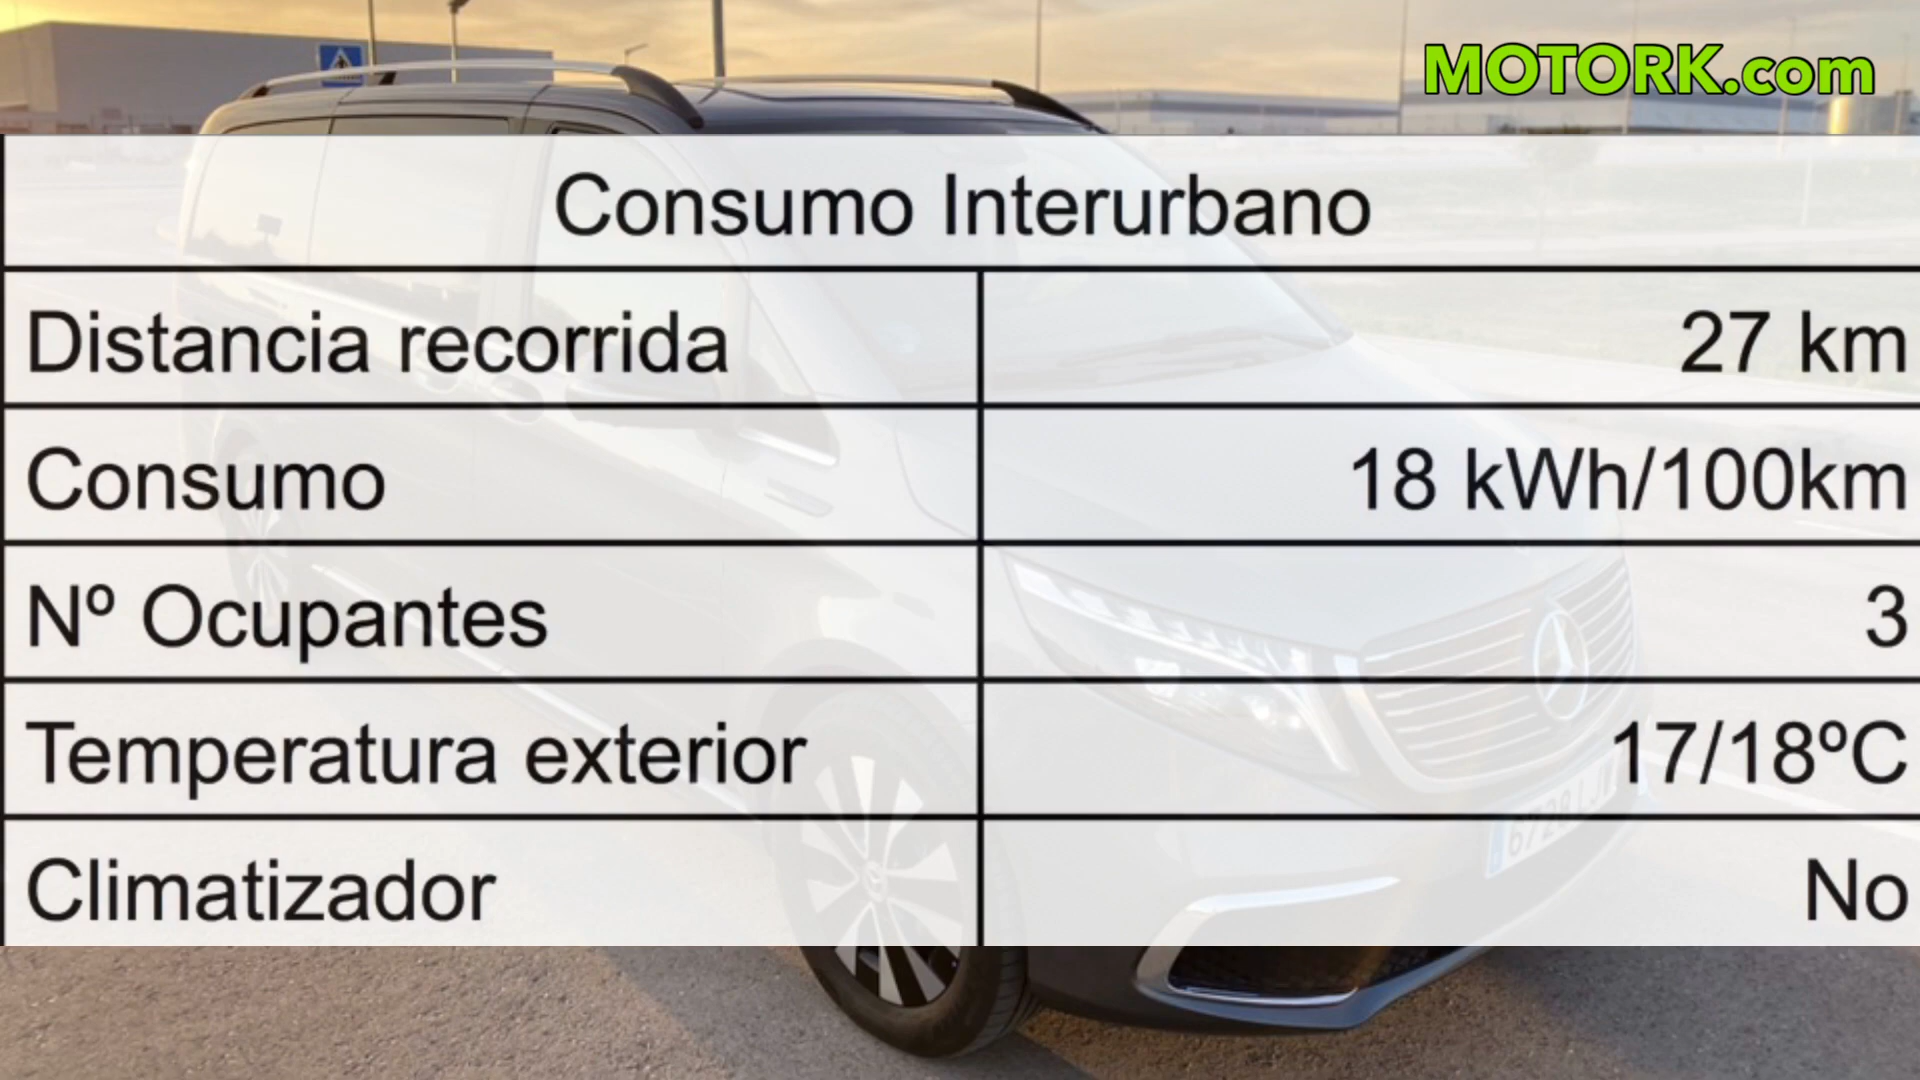 MOTORK.com
Consumo Interurbano
Distancia recorrida 27 km
Consumo 18 kWh/100km
Nº Ocupantes 3
Temperatura exterior 17/18ºC
Climatizador No